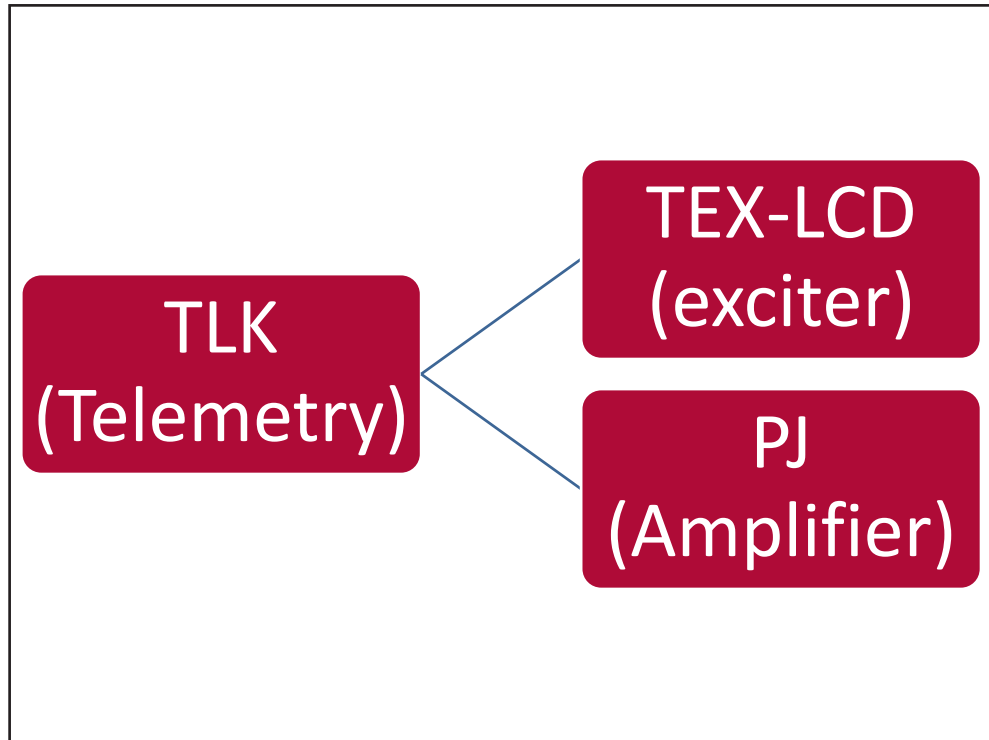 TLK
(Telemetry)
TEX-LCD
(exciter)
PJ
(Amplifier)